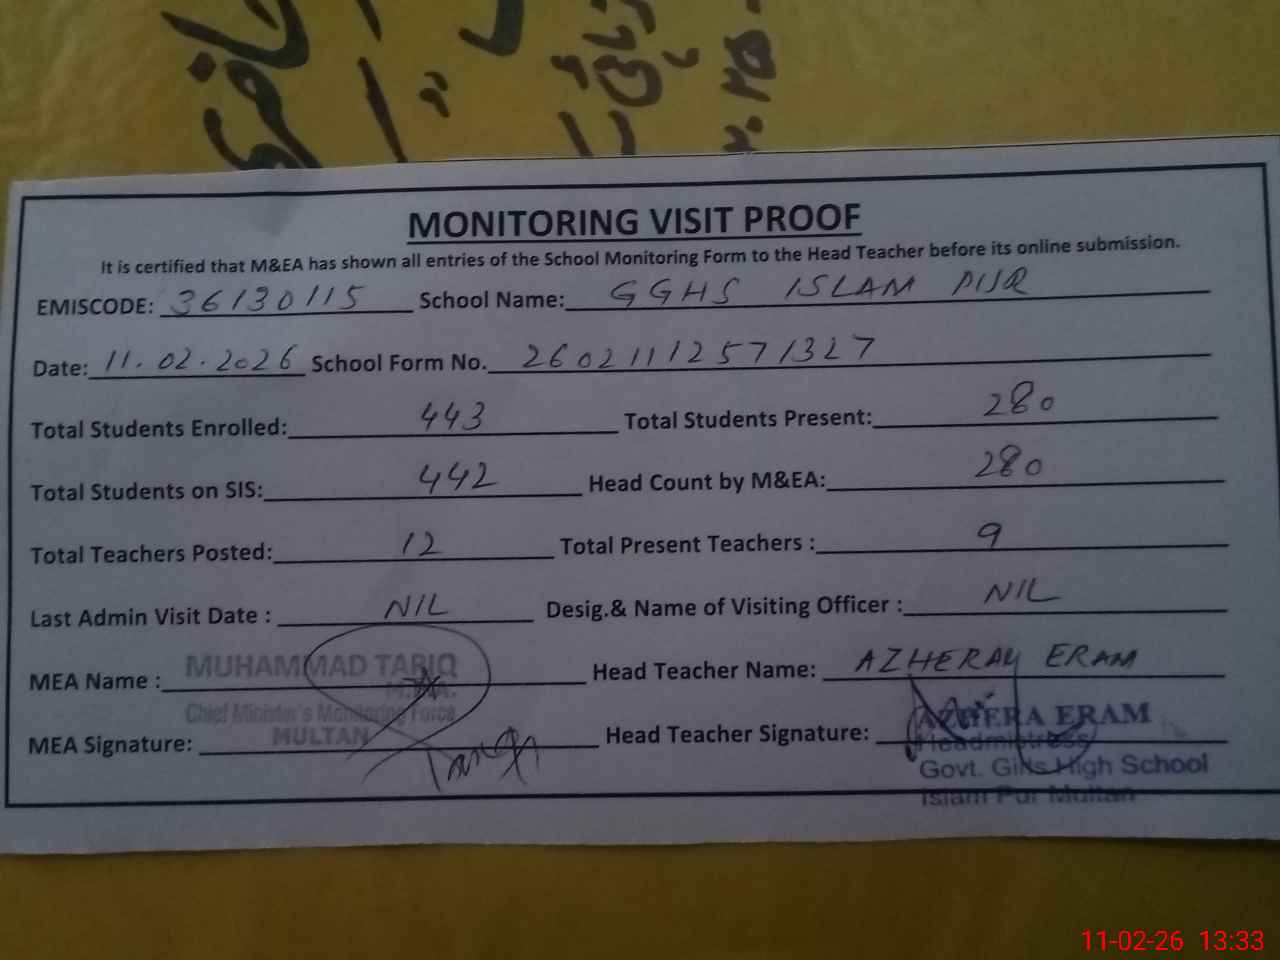 MONITORING VISIT PROOF
It is certified that M&EA has shown all entries of the School Monitoring Form to the Head Teacher before its online submission.
EMISCODE: 36130115 School Name: GGHS ISLAM PUR
Date: 11.02.2026 School Form No. 26021112571327
Total Students Enrolled: 443 Total Students Present: 280
Total Students on SIS: 442 Head Count by M&EA: 280
Total Teachers Posted: 12 Total Present Teachers : 9
Last Admin Visit Date : NIL Desig.& Name of Visiting Officer : NIL
MEA Name : MUHAMMAD TARIQ Head Teacher Name: AZHERAH ERAM
M.E.A.
Chief Minister's Monitoring Force
MULTAN
MEA Signature: Tariq Head Teacher Signature:
AZHERA ERAM
Headmistress
Govt. Girls High School
Islam Pur Multan
11-02-26 13:33